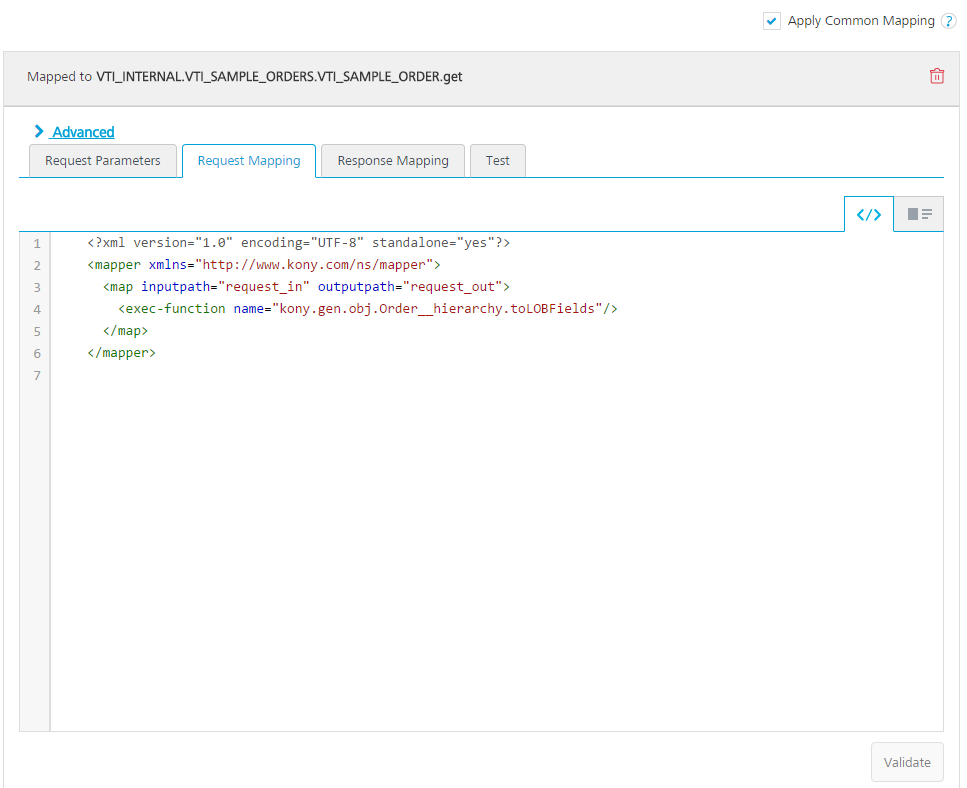 Apply Common Mapping ?
Mapped to VTI_INTERNAL.VTI_SAMPLE_ORDERS.VTI_SAMPLE_ORDER.get
Advanced
Request Parameters Request Mapping Response Mapping Test
</>
1 <?xml version="1.0" encoding="UTF-8" standalone="yes"?>
2 <mapper xmlns="http://www.kony.com/ns/mapper">
3 <map inputpath="request_in" outputpath="request_out">
4 <exec-function name="kony.gen.obj.Order__hierarchy.toLOBFields"/>
5 </map>
6 </mapper>
7
Validate